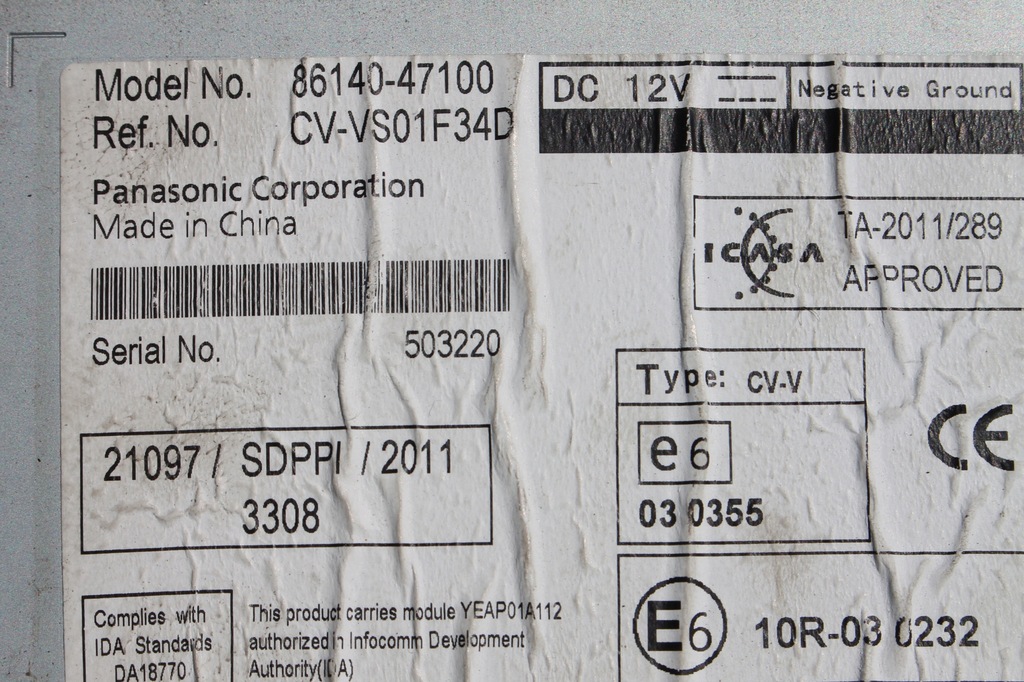 Model No. 86140-47100
Ref. No. CV-VS01F34D
Panasonic Corporation
Made in China
Serial No. 503220
21097 / SDPPI / 2011
3308
Complies with
IDA Standards
DA18770
This product carries module YEAP01A112
authorized in Infocomm Development
Authority(IDA)
DC 12V
Negative Ground
ICASA
TA-2011/289
APPROVED
Type: CV-V
e6
03 0355
CE
E6
10R-03 0232